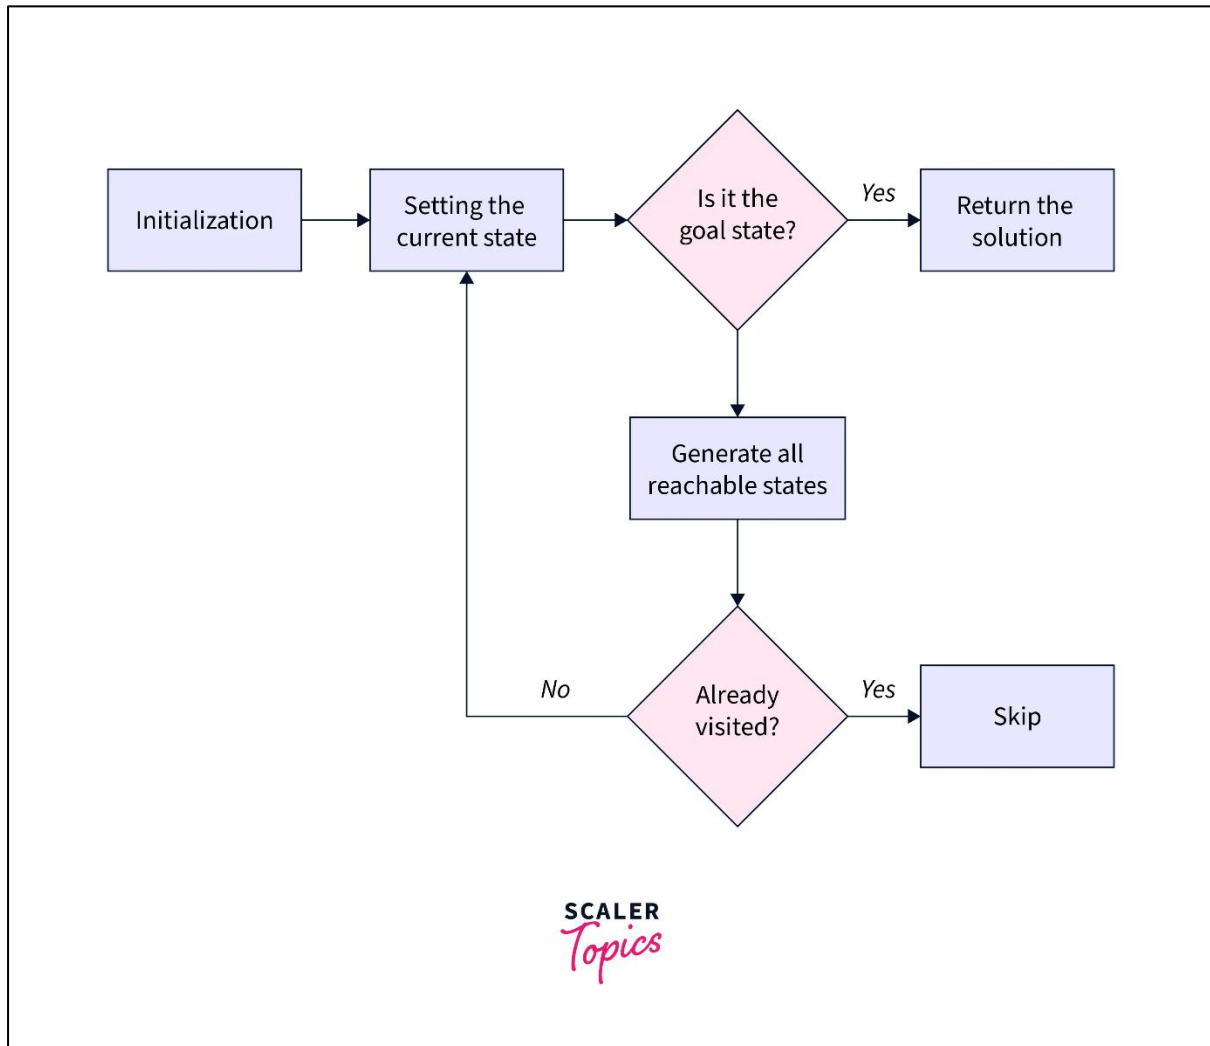 Initialization
Setting the
current state
Is it the
goal state?
Yes
Return the
solution
Generate all
reachable states
No
Already
visited?
Yes
Skip
SCALER
Topics